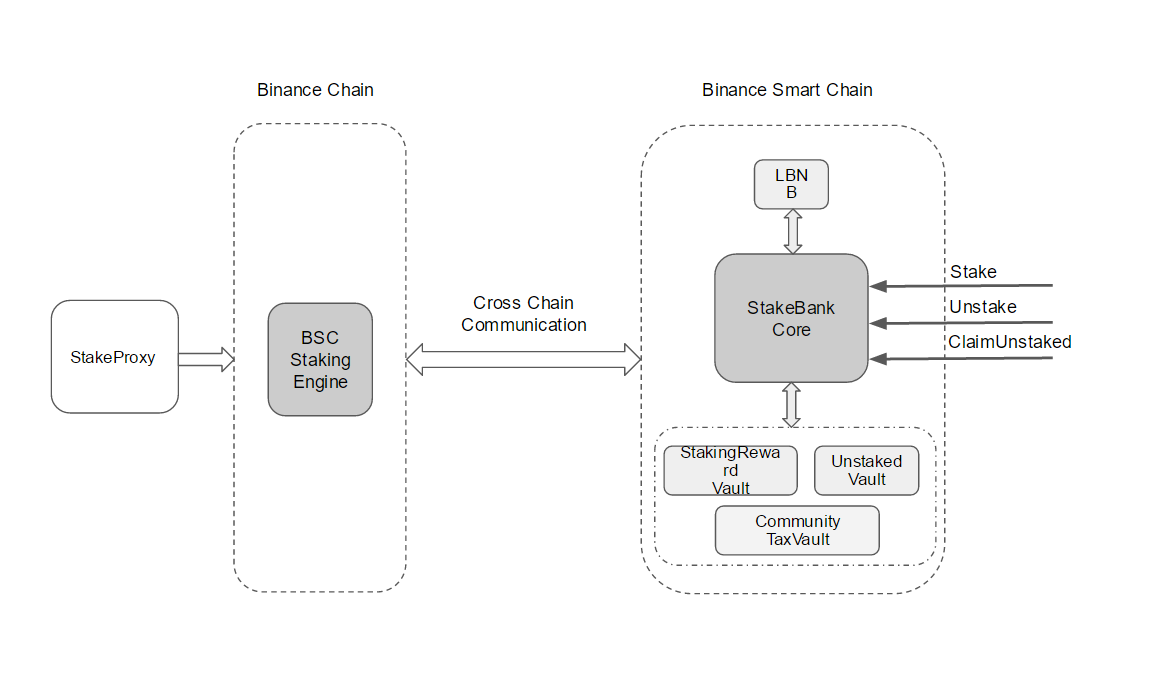 Binance Chain
Binance Smart Chain
LBN
B
StakeBank
Core
Stake
Unstake
ClaimUnstaked
Cross Chain
Communication
StakeProxy
BSC
Staking
Engine
StakingRewa
rd
Vault
Unstaked
Vault
Community
TaxVault